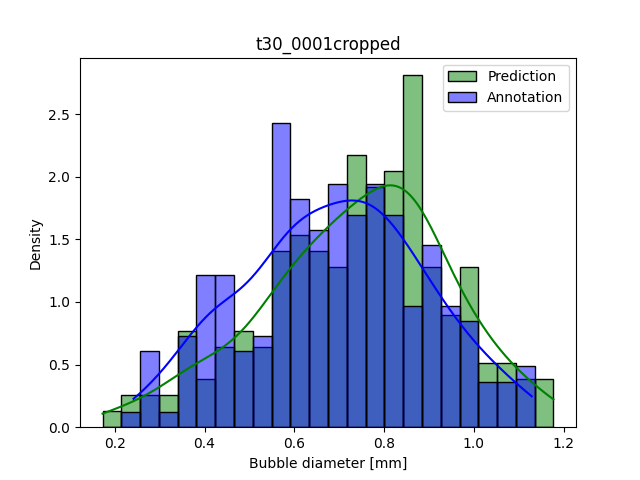 t30_0001cropped
Prediction
Annotation
Density
2.5
2.0
1.5
1.0
0.5
0.0
0.2 0.4 0.6 0.8 1.0 1.2
Bubble diameter [mm]